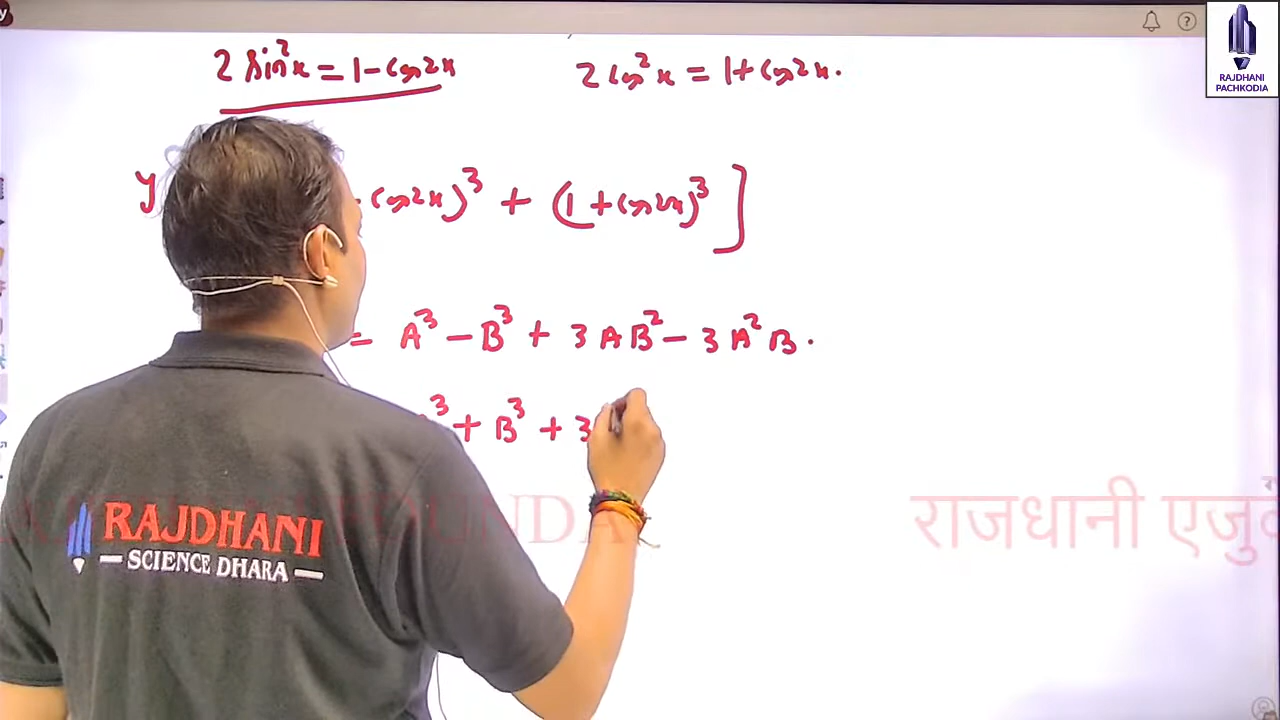 RAJDHANI
PACHKODIA
2 sin²x = 1 - cos2x
2 cos²x = 1 + cos2x.
y cos2x)³ + (1 + cos2x)³ ]
= A³ - B³ + 3AB² - 3A²B.
³ + B³ + 3
FOUNDA
राजधानी एजुके
RAJDHANI
SCIENCE DHARA